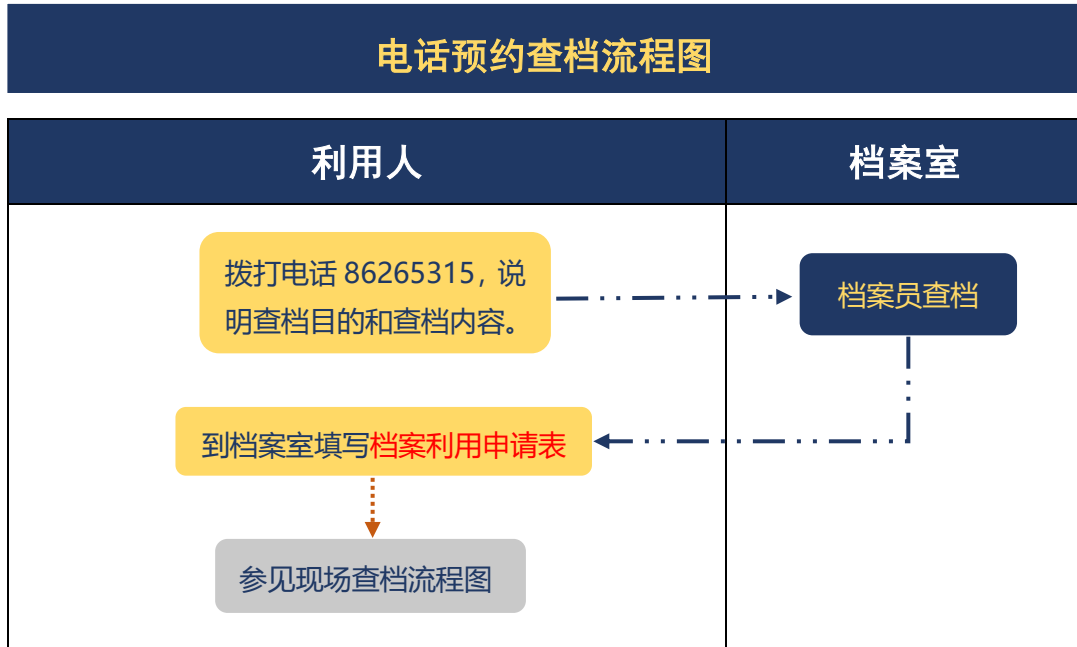 电话预约查档流程图
利用人
档案室
拨打电话 86265315，说
明查档目的和查档内容。
档案员查档
到档案室填写档案利用申请表
参见现场查档流程图